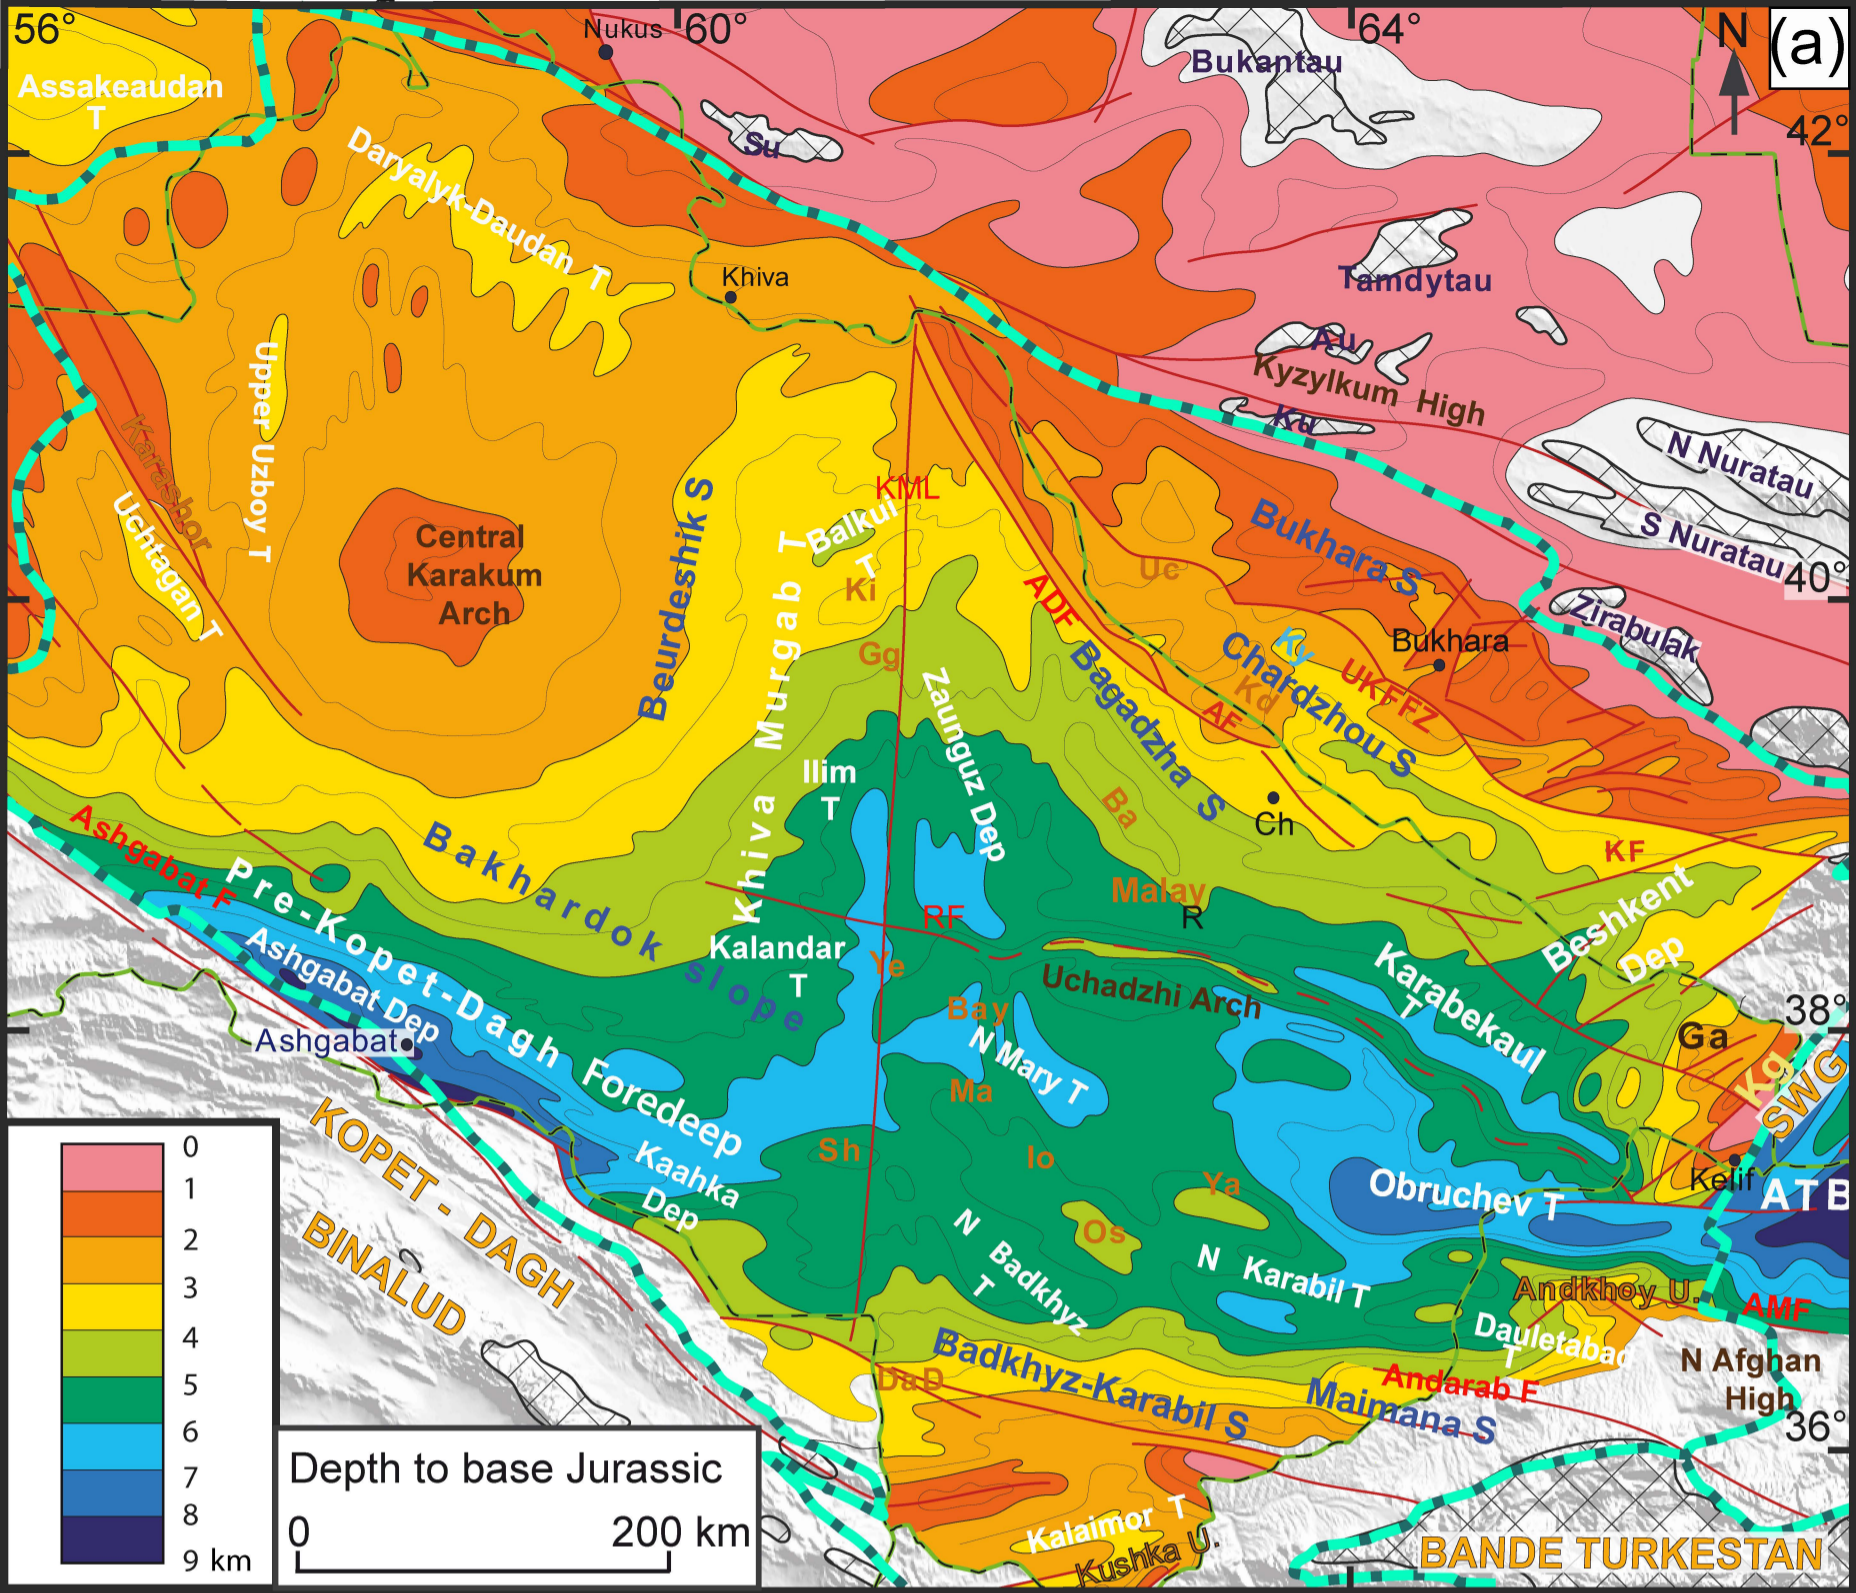 56°
Nukus
60°
64°
N
(a)
Bukantau
Assakeaudan
T
42°
Su
Daryalyk-Daudan T
Khiva
Tamdytau
Au
Kyzylkum High
Ku
Upper Uzboy T
Karashor
Uchtagan T
N Nuratau
S Nuratau
40°
KML
Balkui
T
Ki
Beurdeshik S
Central
Karakum
Arch
Bukhara S
Uc
ADF
Zirabulak
Bukhara
Ky
Chardzhou S
Kd
UKFFZ
AF
Gg
Khiva Murgab T
Zaunguz Dep
Bagadzha S
Ilim
T
Ba
Ch
Ashgabat F
Bakhardok slope
KF
Malay
R
Beshkent
Dep
Pre-Kopet-Dagh Foredeep
RF
Kalandar
T
Ye
Uchadzhi Arch
Karabekaul
T
Ashgabat Dep
Ashgabat
Bay
N Mary T
Ma
38°
Ga
Kg
SWG
KOPET - DAGH
BINALUD
Kaahka
Dep
Sh
Io
Ya
Os
Obruchev T
Kelif
ATB
N Badkhyz
T
N Karabil T
Andkhoy U.
AMF
Dauletabad
T
N Afghan
High
Badkhyz-Karabil S
DaD
Andarab F
Maimana S
36°
Kalaimor T
Kushka U.
BANDE TURKESTAN
0
1
2
3
4
5
6
7
8
9 km
Depth to base Jurassic
0 200 km